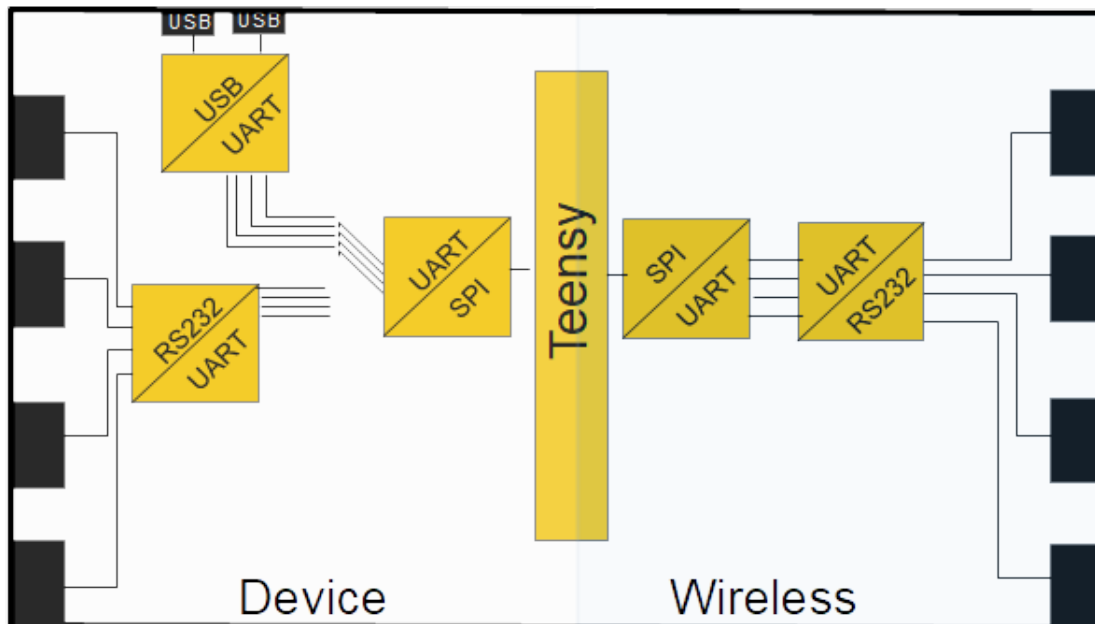 USB
USB
USB
UART
RS232
UART
UART
SPI
Teensy
SPI
UART
UART
RS232
Device
Wireless